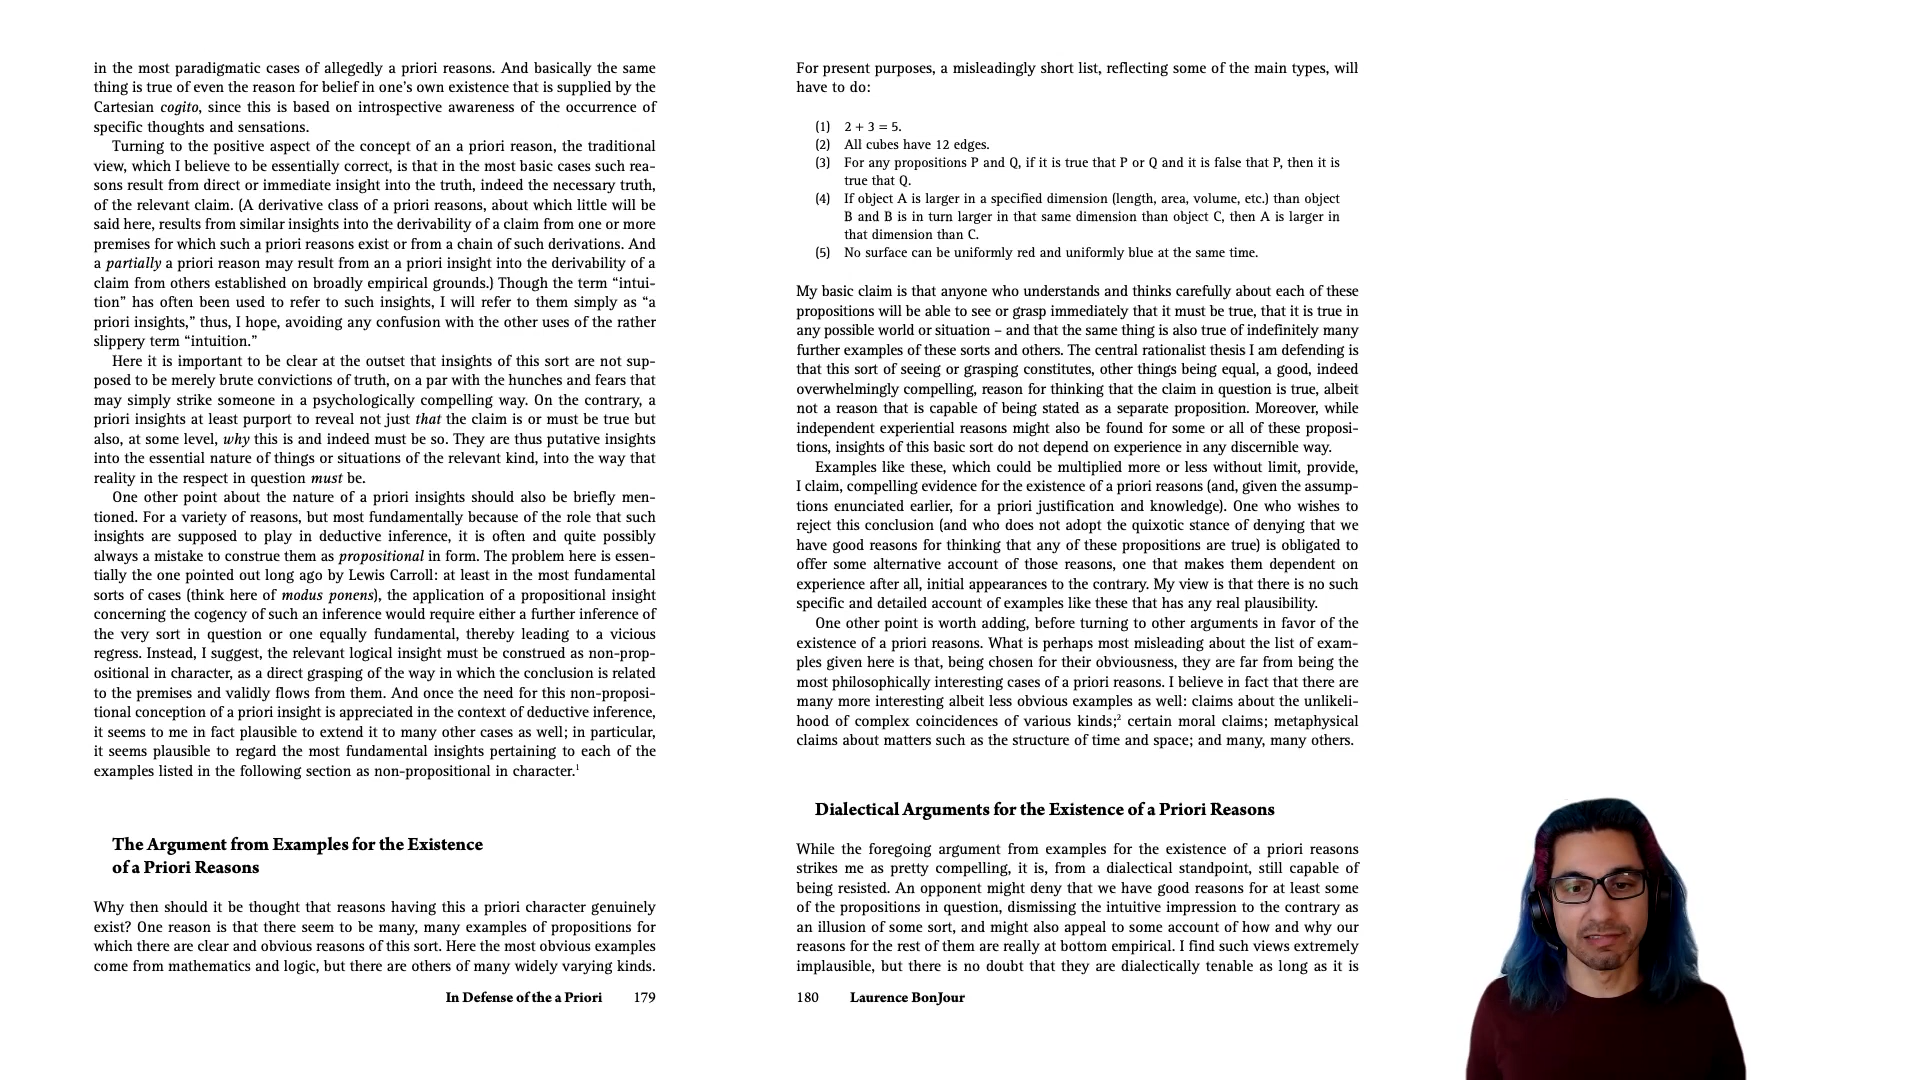 in the most paradigmatic cases of allegedly a priori reasons. And basically the same
thing is true of even the reason for belief in one's own existence that is supplied by the
Cartesian cogito, since this is based on introspective awareness of the occurrence of
specific thoughts and sensations.
Turning to the positive aspect of the concept of an a priori reason, the traditional
view, which I believe to be essentially correct, is that in the most basic cases such rea-
sons result from direct or immediate insight into the truth, indeed the necessary truth,
of the relevant claim. (A derivative class of a priori reasons, about which little will be
said here, results from similar insights into the derivability of a claim from one or more
premises for which such a priori reasons exist or from a chain of such derivations. And
a partially a priori reason may result from an a priori insight into the derivability of a
claim from others established on broadly empirical grounds.) Though the term “intui-
tion” has often been used to refer to such insights, I will refer to them simply as “a
priori insights,” thus, I hope, avoiding any confusion with the other uses of the rather
slippery term “intuition.”
Here it is important to be clear at the outset that insights of this sort are not sup-
posed to be merely brute convictions of truth, on a par with the hunches and fears that
may simply strike someone in a psychologically compelling way. On the contrary, a
priori insights at least purport to reveal not just that the claim is or must be true but
also, at some level, why this is and indeed must be so. They are thus putative insights
into the essential nature of things or situations of the relevant kind, into the way that
reality in the respect in question must be.
One other point about the nature of a priori insights should also be briefly men-
tioned. For a variety of reasons, but most fundamentally because of the role that such
insights are supposed to play in deductive inference, it is often and quite possibly
always a mistake to construe them as propositional in form. The problem here is essen-
tially the one pointed out long ago by Lewis Carroll: at least in the most fundamental
sorts of cases (think here of modus ponens), the application of a propositional insight
concerning the cogency of such an inference would require either a further inference of
the very sort in question or one equally fundamental, thereby leading to a vicious
regress. Instead, I suggest, the relevant logical insight must be construed as non-prop-
ositional in character, as a direct grasping of the way in which the conclusion is related
to the premises and validly flows from them. And once the need for this non-proposi-
tional conception of a priori insight is appreciated in the context of deductive inference,
it seems to me in fact plausible to extend it to many other cases as well; in particular,
it seems plausible to regard the most fundamental insights pertaining to each of the
examples listed in the following section as non-propositional in character.1
The Argument from Examples for the Existence
of a Priori Reasons
Why then should it be thought that reasons having this a priori character genuinely
exist? One reason is that there seem to be many, many examples of propositions for
which there are clear and obvious reasons of this sort. Here the most obvious examples
come from mathematics and logic, but there are others of many widely varying kinds.
In Defense of the a Priori 179
For present purposes, a misleadingly short list, reflecting some of the main types, will
have to do:
(1) 2 + 3 = 5.
(2) All cubes have 12 edges.
(3) For any propositions P and Q, if it is true that P or Q and it is false that P, then it is
true that Q.
(4) If object A is larger in a specified dimension (length, area, volume, etc.) than object
B and B is in turn larger in that same dimension than object C, then A is larger in
that dimension than C.
(5) No surface can be uniformly red and uniformly blue at the same time.
My basic claim is that anyone who understands and thinks carefully about each of these
propositions will be able to see or grasp immediately that it must be true, that it is true in
any possible world or situation – and that the same thing is also true of indefinitely many
further examples of these sorts and others. The central rationalist thesis I am defending is
that this sort of seeing or grasping constitutes, other things being equal, a good, indeed
overwhelmingly compelling, reason for thinking that the claim in question is true, albeit
not a reason that is capable of being stated as a separate proposition. Moreover, while
independent experiential reasons might also be found for some or all of these proposi-
tions, insights of this basic sort do not depend on experience in any discernible way.
Examples like these, which could be multiplied more or less without limit, provide,
I claim, compelling evidence for the existence of a priori reasons (and, given the assump-
tions enunciated earlier, for a priori justification and knowledge). One who wishes to
reject this conclusion (and who does not adopt the quixotic stance of denying that we
have good reasons for thinking that any of these propositions are true) is obligated to
offer some alternative account of those reasons, one that makes them dependent on
experience after all, initial appearances to the contrary. My view is that there is no such
specific and detailed account of examples like these that has any real plausibility.
One other point is worth adding, before turning to other arguments in favor of the
existence of a priori reasons. What is perhaps most misleading about the list of exam-
ples given here is that, being chosen for their obviousness, they are far from being the
most philosophically interesting cases of a priori reasons. I believe in fact that there are
many more interesting albeit less obvious examples as well: claims about the unlikeli-
hood of complex coincidences of various kinds;2 certain moral claims; metaphysical
claims about matters such as the structure of time and space; and many, many others.
Dialectical Arguments for the Existence of a Priori Reasons
While the foregoing argument from examples for the existence of a priori reasons
strikes me as pretty compelling, it is, from a dialectical standpoint, still capable of
being resisted. An opponent might deny that we have good reasons for at least some
of the propositions in question, dismissing the intuitive impression to the contrary as
an illusion of some sort, and might also appeal to some account of how and why our
reasons for the rest of them are really at bottom empirical. I find such views extremely
implausible, but there is no doubt that they are dialectically tenable as long as it is
180 Laurence BonJour